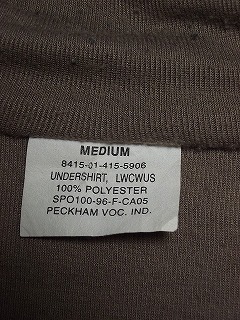 MEDIUM
8415-01-415-5906
UNDERSHIRT, LWCWUS
100% POLYESTER
SPO100-96-F-CA05
PECKHAM VOC. IND.